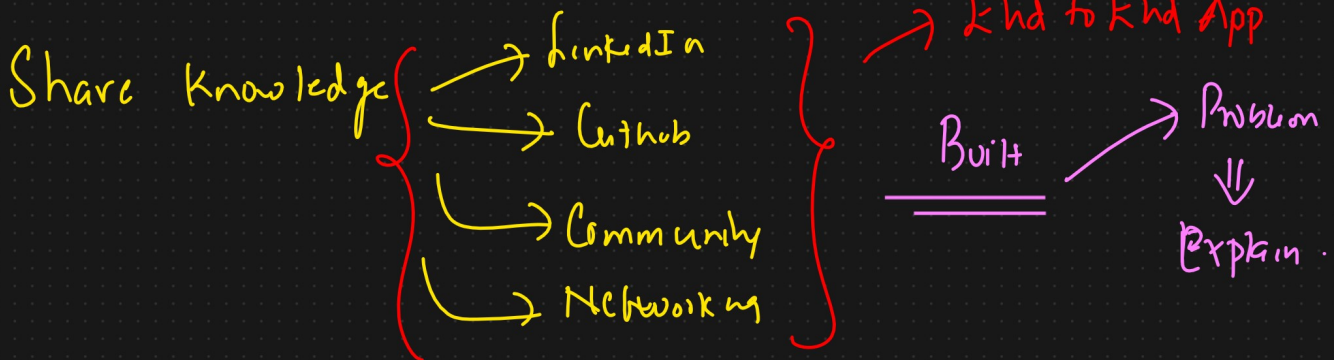 End to End App
Share Knowledge
LinkedIn
Github
Community
Networking
Built
Problem
Explain.